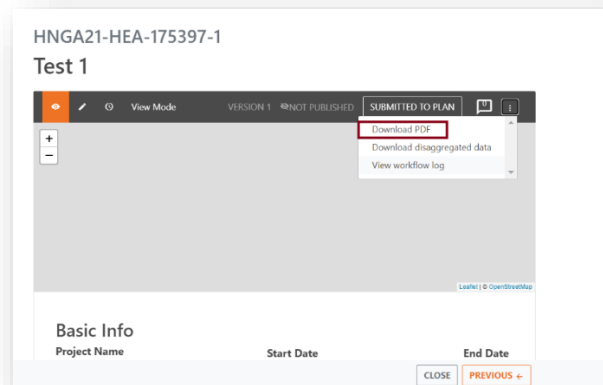 HNGA21-HEA-175397-1
Test 1
View Mode VERSION 1 NOT PUBLISHED SUBMITTED TO PLAN
Download PDF
Download disaggregated data
View workflow log
+
−
Leaflet | © OpenStreetMap
Basic Info
Project Name Start Date End Date
CLOSE PREVIOUS ←